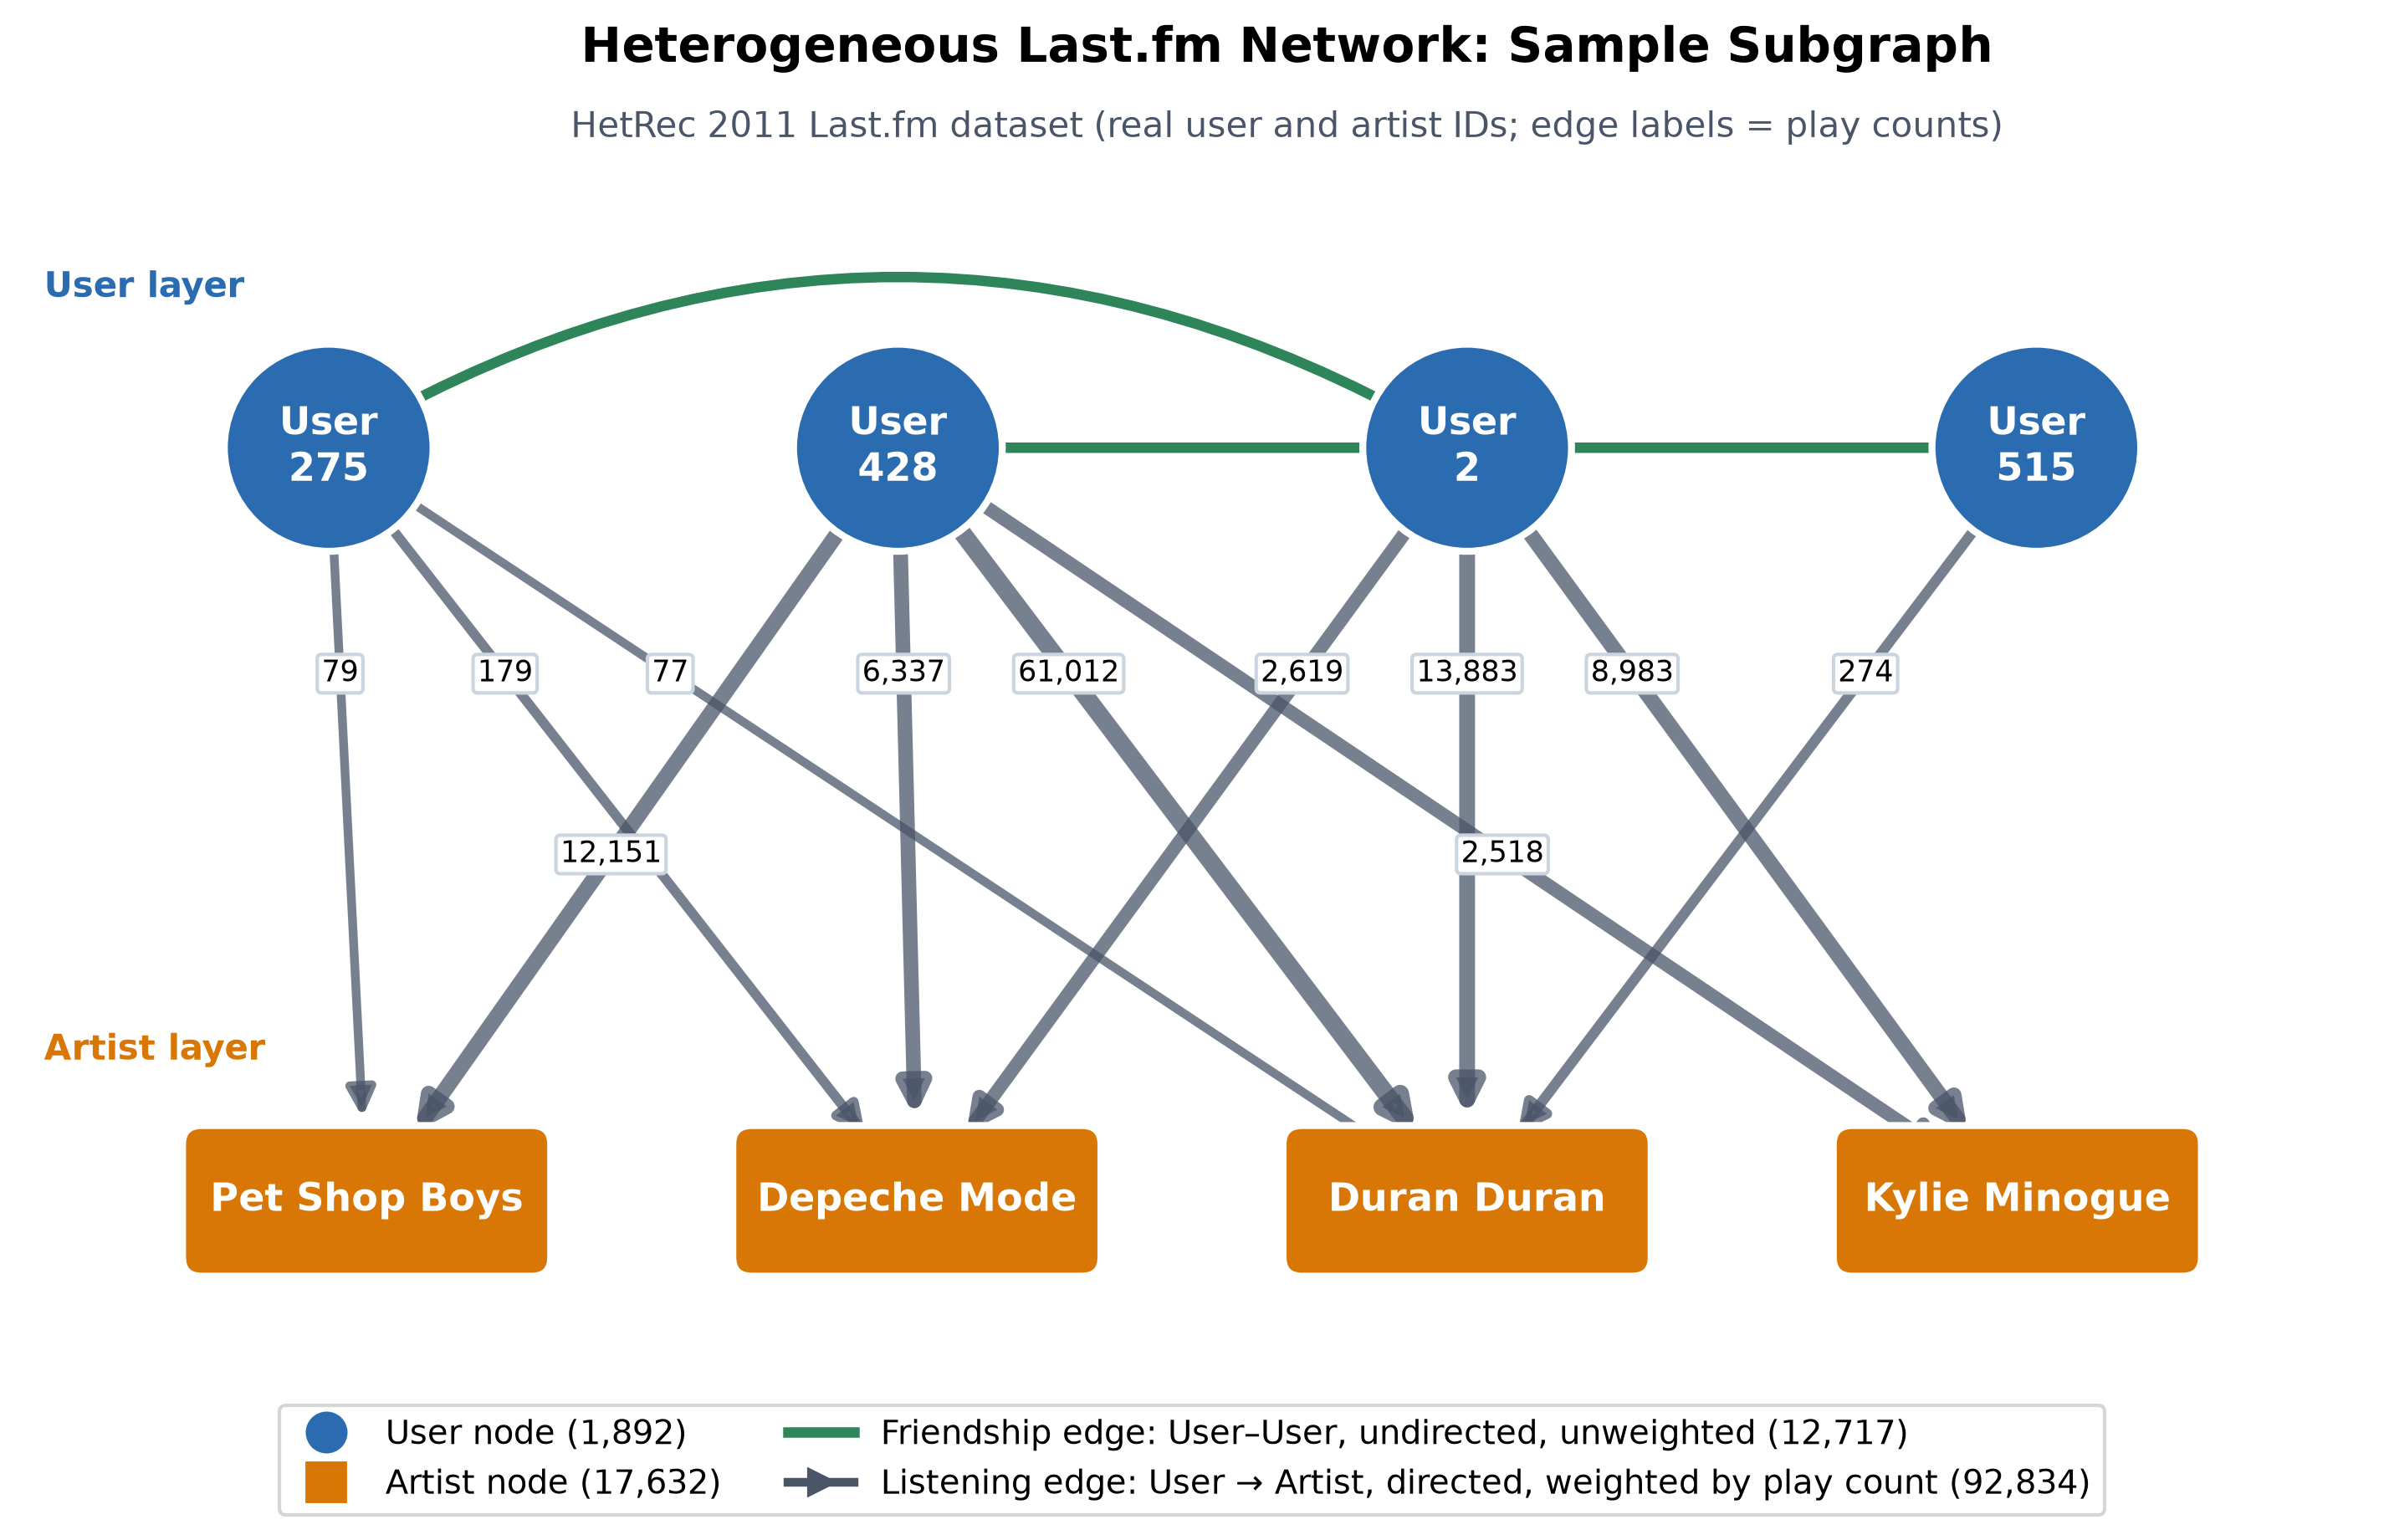 Heterogeneous Last.fm Network: Sample Subgraph
HetRec 2011 Last.fm dataset (real user and artist IDs; edge labels = play counts)
User layer
User
275
User
428
User
2
User
515
79
179
77
6,337
61,012
2,619
13,883
8,983
274
12,151
2,518
Artist layer
Pet Shop Boys
Depeche Mode
Duran Duran
Kylie Minogue
User node (1,892)
Artist node (17,632)
Friendship edge: User–User, undirected, unweighted (12,717)
Listening edge: User → Artist, directed, weighted by play count (92,834)